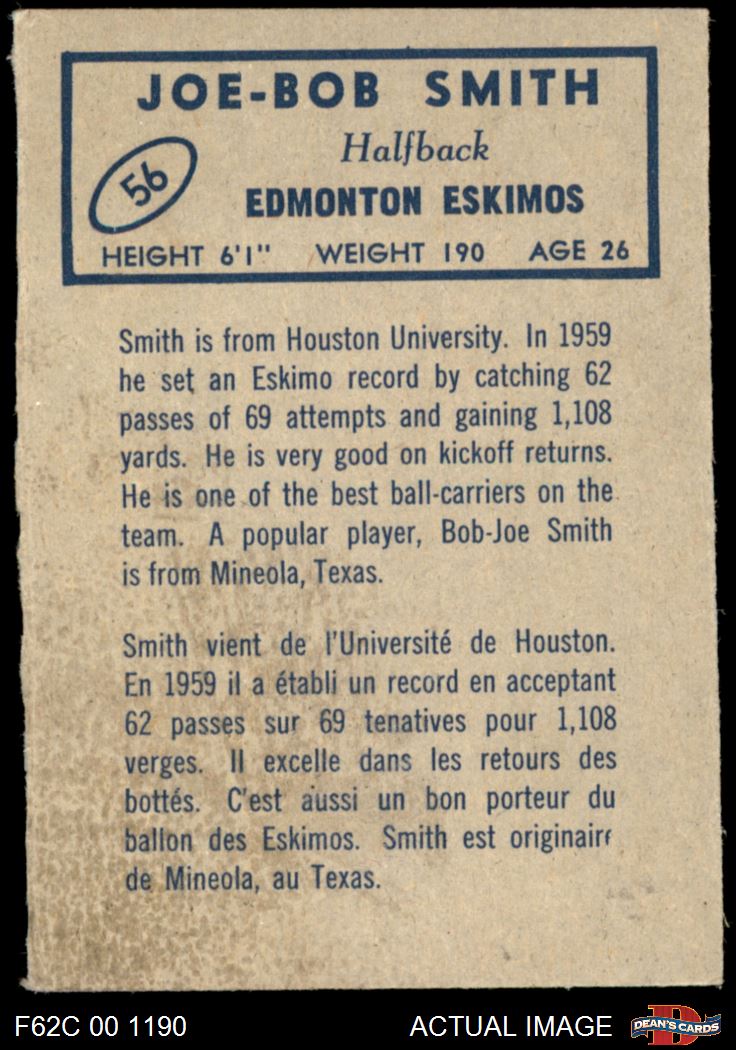 JOE-BOB SMITH
Halfback
56
EDMONTON ESKIMOS
HEIGHT 6'1" WEIGHT 190 AGE 26
Smith is from Houston University. In 1959
he set an Eskimo record by catching 62
passes of 69 attempts and gaining 1,108
yards. He is very good on kickoff returns.
He is one of the best ball-carriers on the
team. A popular player, Bob-Joe Smith
is from Mineola, Texas.
Smith vient de l'Université de Houston.
En 1959 il a établi un record en acceptant
62 passes sur 69 tenatives pour 1,108
verges. Il excelle dans les retours des
bottés. C'est aussi un bon porteur du
ballon des Eskimos. Smith est originaire
de Mineola, au Texas.
F62C 00 1190 ACTUAL IMAGE DEAN'S CARDS